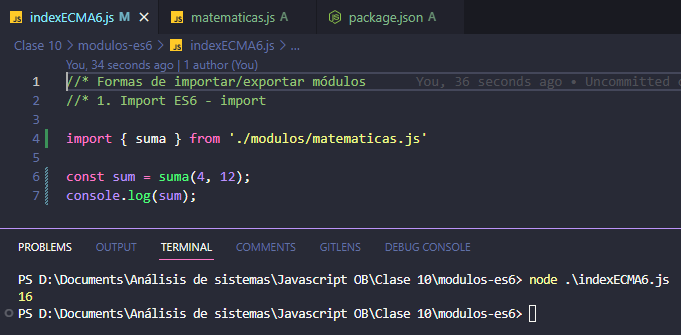 JS indexECMA6.js M JS matematicas.js A package.json A
Clase 10 > modulos-es6 > JS indexECMA6.js > ...
You, 34 seconds ago | 1 author (You)
1 //* Formas de importar/exportar módulos You, 36 seconds ago • Uncommitted
2 //* 1. Import ES6 - import
3
4 import { suma } from './modulos/matematicas.js'
5
6 const sum = suma(4, 12);
7 console.log(sum);
PROBLEMS OUTPUT TERMINAL COMMENTS GITLENS DEBUG CONSOLE
PS D:\Documents\Análisis de sistemas\Javascript OB\Clase 10\modulos-es6> node .\indexECMA6.js
16
PS D:\Documents\Análisis de sistemas\Javascript OB\Clase 10\modulos-es6>